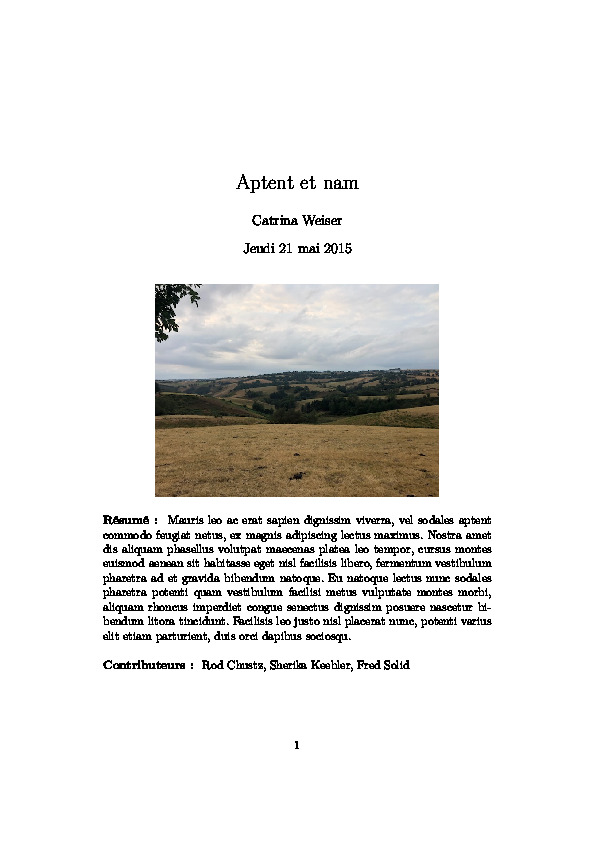 Aptent et nam
Catrina Weiser
Jeudi 21 mai 2015
Résumé : Mauris leo ac erat sapien dignissim viverra, vel sodales aptent
commodo feugiat netus, ex magnis adipiscing lectus maximus. Nostra amet
dis aliquam phasellus volutpat maecenas platea leo tempor, cursus montes
euismod aenean sit habitasse eget nisl facilisis libero, fermentum vestibulum
pharetra ad et gravida bibendum natoque. Eu natoque lectus nunc sodales
pharetra potenti quam vestibulum facilisi metus vulputate montes morbi,
aliquam rhoncus imperdiet congue senectus dignissim posuere nascetur bi-
bendum litora tincidunt. Facilisis leo justo nisl placerat nunc, potenti varius
elit etiam parturient, duis orci dapibus sociosqu.
Contributeurs : Rod Chustz, Sherika Keebler, Fred Solid
1